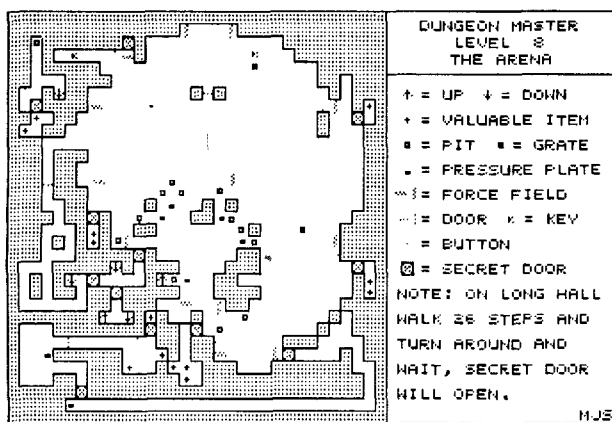 DUNGEON MASTER
LEVEL 8
THE ARENA
↑ = UP ↓ = DOWN
+ = VALUABLE ITEM
= PIT = GRATE
= PRESSURE PLATE
= FORCE FIELD
= DOOR K = KEY
= BUTTON
= SECRET DOOR
NOTE: ON LONG HALL
WALK 26 STEPS AND
TURN AROUND AND
WAIT, SECRET DOOR
WILL OPEN.
MJS